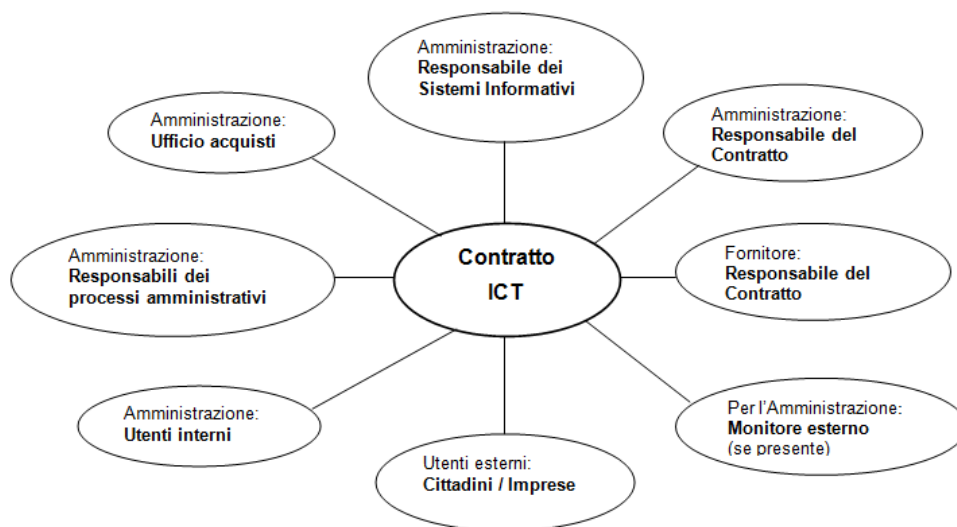 Amministrazione:
Responsabile dei
Sistemi Informativi
Amministrazione:
Ufficio acquisti
Amministrazione:
Responsabile del
Contratto
Amministrazione:
Responsabili dei
processi amministrativi
Contratto
ICT
Fornitore:
Responsabile del
Contratto
Amministrazione:
Utenti interni
Utenti esterni:
Cittadini / Imprese
Per l'Amministrazione:
Monitore esterno
(se presente)